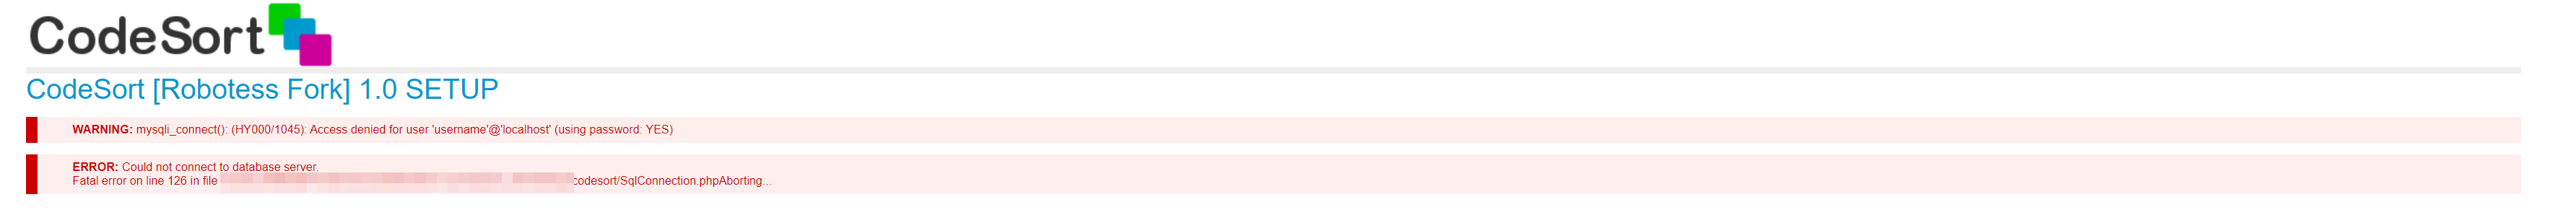 CodeSort
CodeSort [Robotess Fork] 1.0 SETUP
WARNING: mysqli_connect(): (HY000/1045): Access denied for user 'username'@'localhost' (using password: YES)
ERROR: Could not connect to database server.
Fatal error on line 126 in file codesort/SqlConnection.phpAborting...